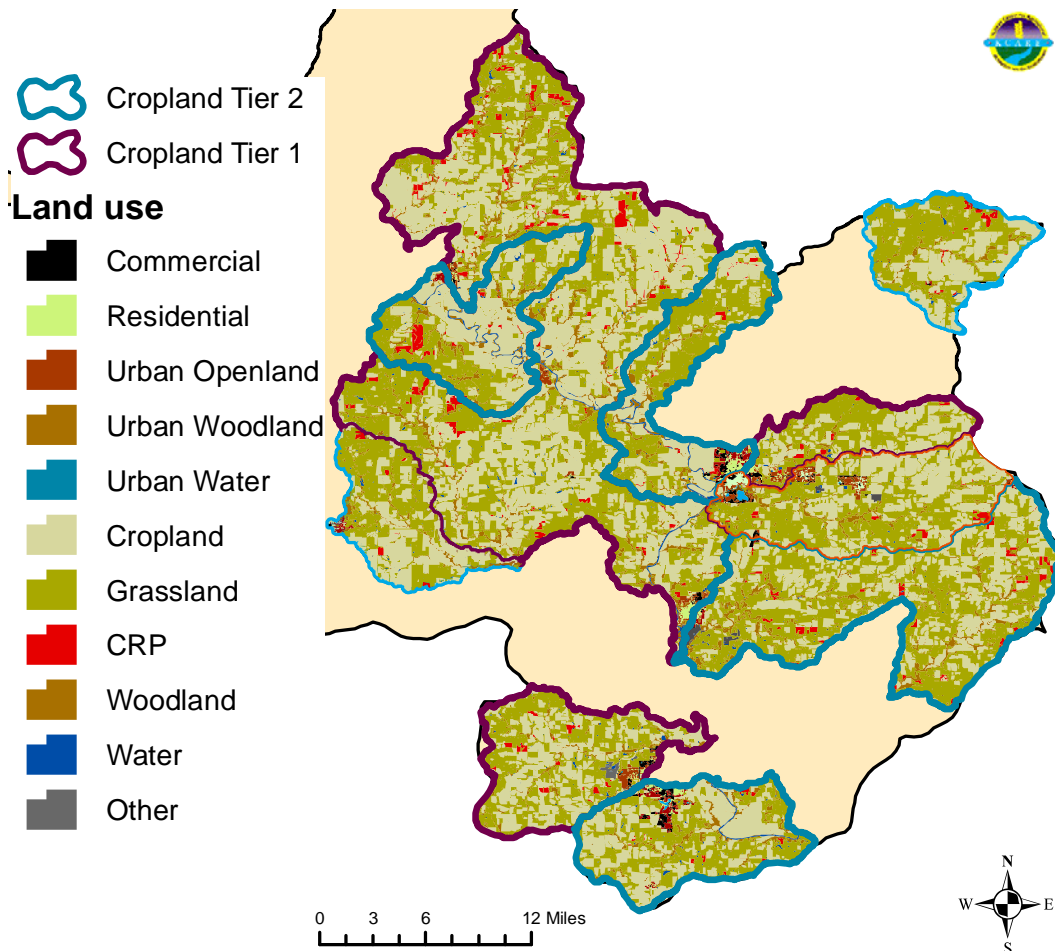 Cropland Tier 2
Cropland Tier 1
Land use
Commercial
Residential
Urban Openland
Urban Woodland
Urban Water
Cropland
Grassland
CRP
Woodland
Water
Other
0 3 6 12 Miles
N
W E
S